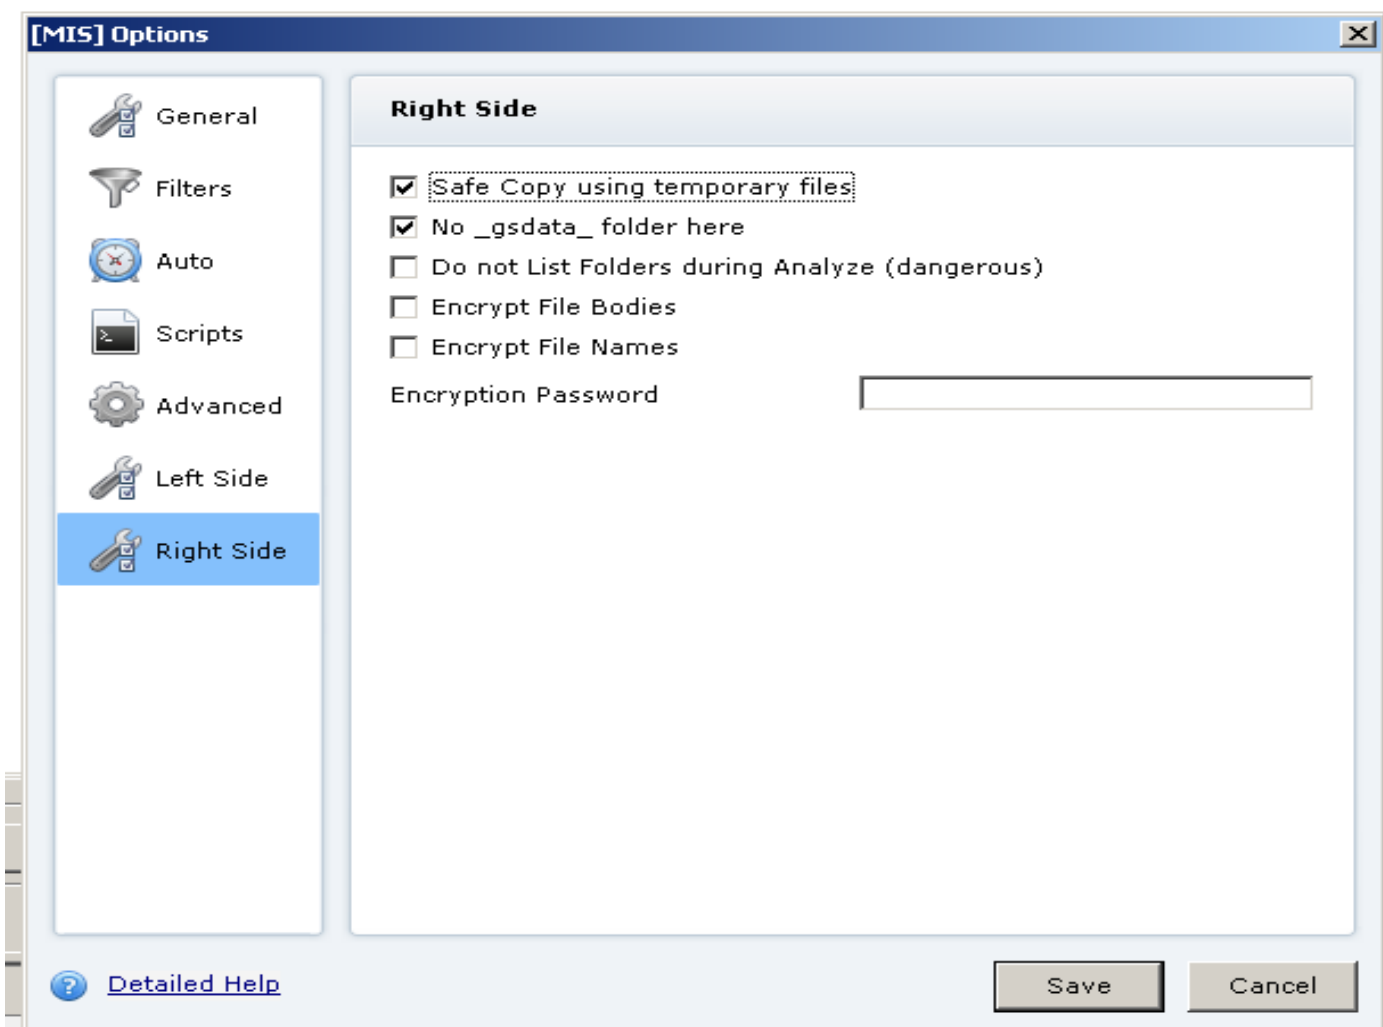 [MIS] Options
General
Filters
Auto
Scripts
Advanced
Left Side
Right Side
Right Side
Safe Copy using temporary files
No _gsdata_ folder here
Do not List Folders during Analyze (dangerous)
Encrypt File Bodies
Encrypt File Names
Encryption Password
Detailed Help
Save
Cancel